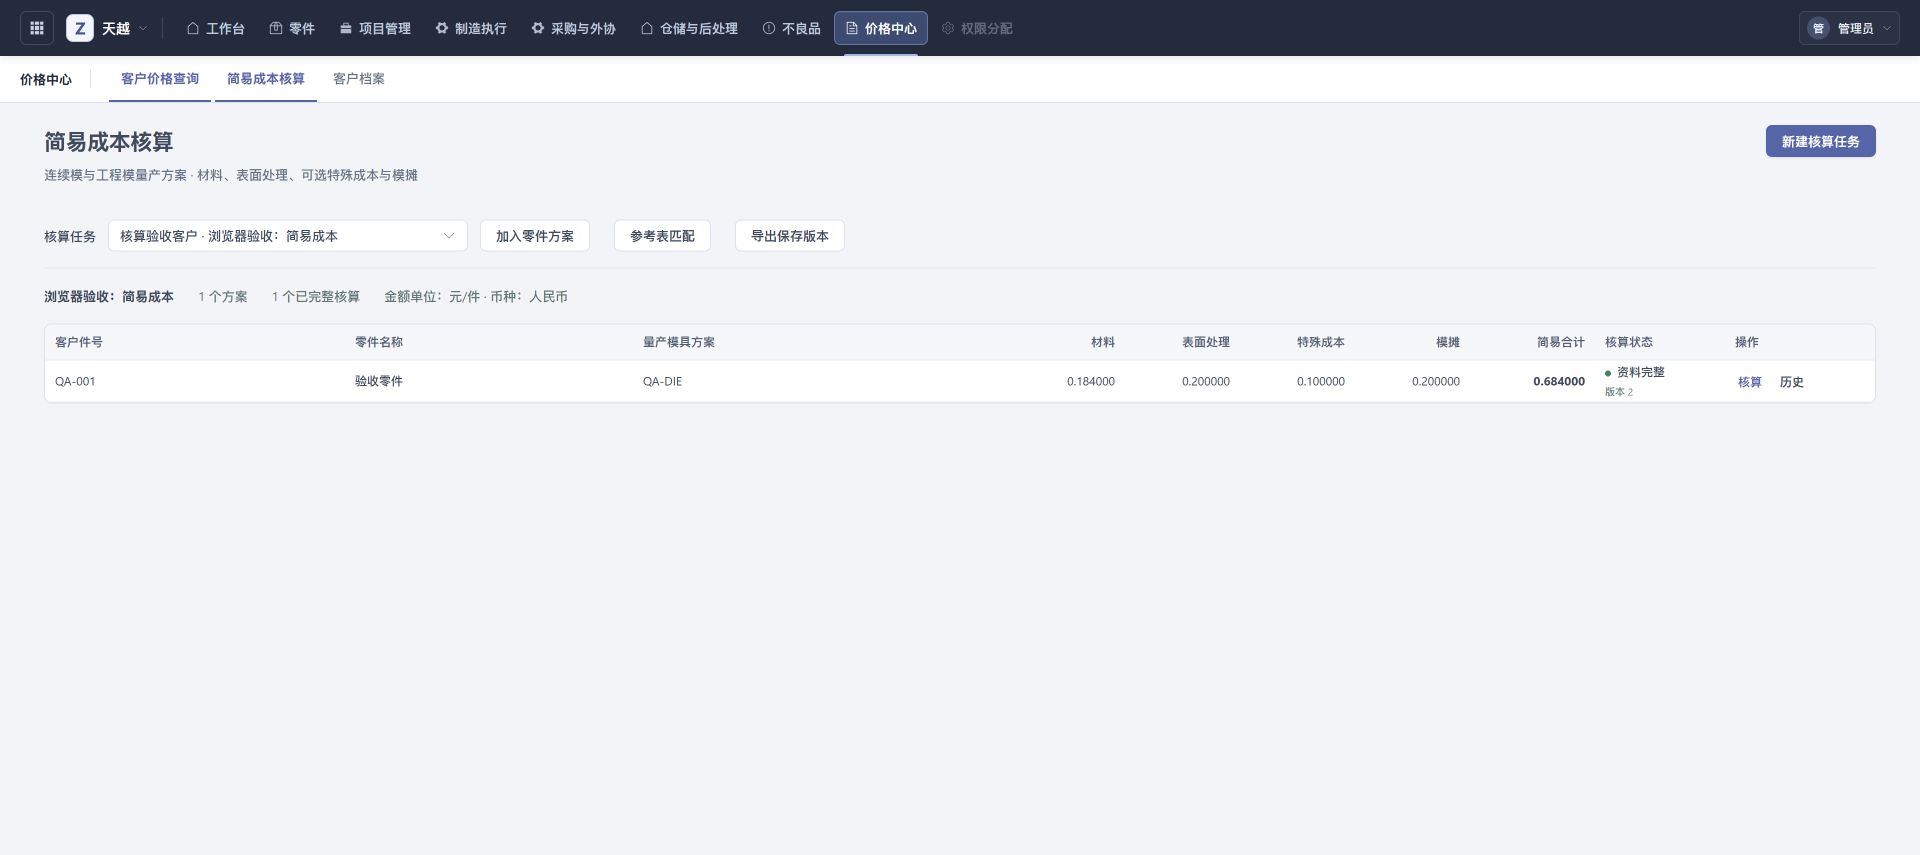 Z 天越 工作台 零件 项目管理 制造执行 采购与外协 仓储与后处理 不良品 价格中心 权限分配 管 管理员
价格中心 客户价格查询 简易成本核算 客户档案
简易成本核算
新建核算任务
连续模与工程模量产方案 · 材料、表面处理、可选特殊成本与模摊
核算任务 核算验收客户 · 浏览器验收：简易成本 加入零件方案 参考表匹配 导出保存版本
浏览器验收：简易成本 1 个方案 1 个已完整核算 金额单位：元/件 · 币种：人民币
客户件号 零件名称 量产模具方案 材料 表面处理 特殊成本 模摊 简易合计 核算状态 操作
QA-001 验收零件 QA-DIE 0.184000 0.200000 0.100000 0.200000 0.684000 资料完整 核算 历史
版本 2